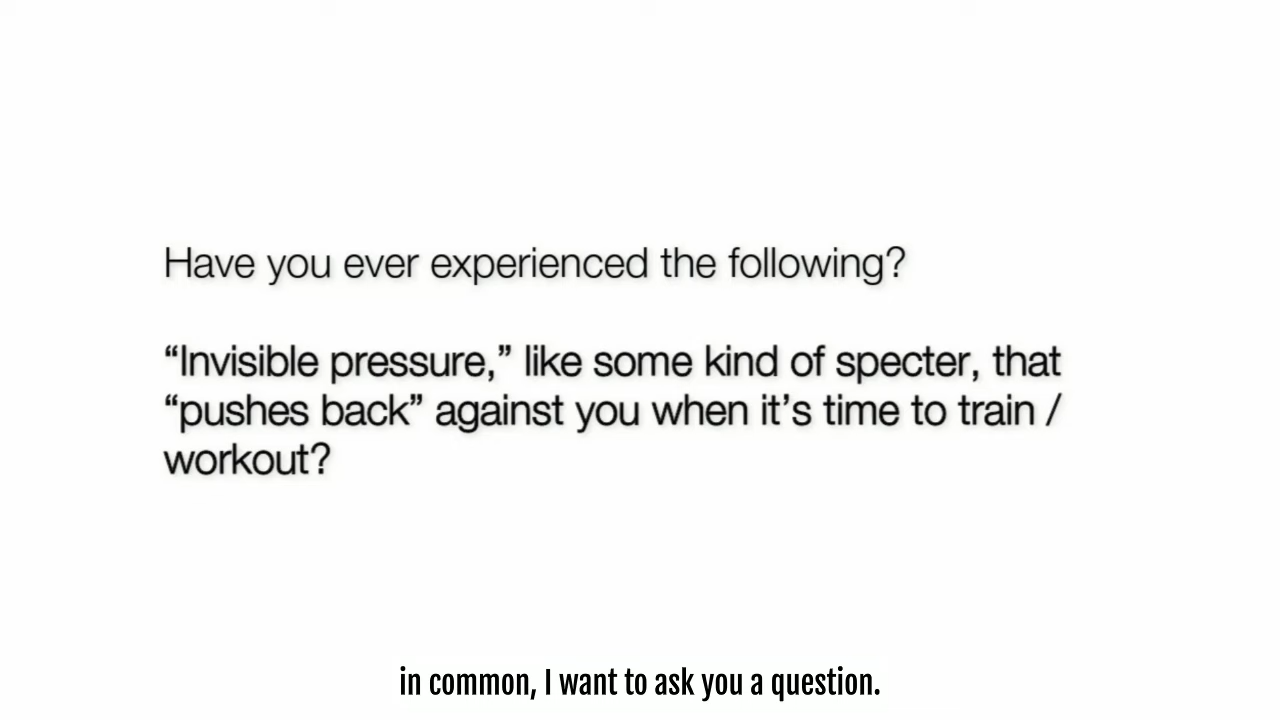 Have you ever experienced the following?
“Invisible pressure,” like some kind of specter, that
“pushes back” against you when it’s time to train /
workout?
in common, I want to ask you a question.